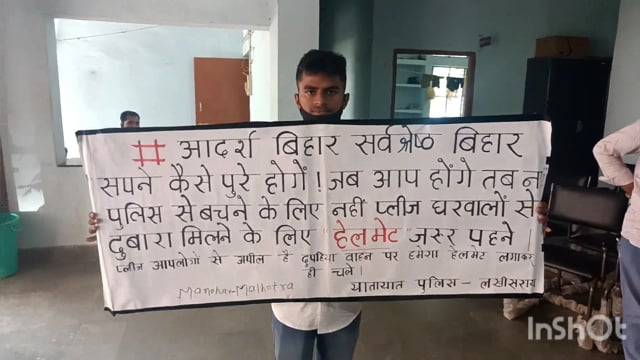 # आदर्श बिहार सर्वश्रेष्ठ बिहार
सपने कैसे पुरे होगें! जब आप होंगे तब न
पुलिस से बचने के लिए नहीं प्लीज घरवालों से
दुबारा मिलने के लिए हेलमेट जरुर पहने।
प्लीज आपलोगों से अपील है दुपहिया वाहन पर हमेशा हेलमेट लगाकर
ही चले।
Manohar Malhotra यातायात पुलिस - लखीसराय
InShOt